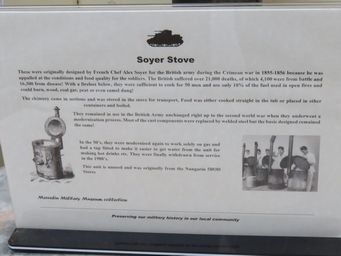 Soyer Stove
These were originally designed by French Chef Alex Soyer for the British army during the Crimean war in 1855-1856 because he was
appalled at the conditions and food quality for the soldiers. The British suffered over 21,000 deaths, of which 4,100 were from battle and
16,500 from disease! With a firebox below, they were sufficient to cook for 50 men and use only 10% of the fuel used in open fires and
could burn, wood, coal gas, peat or even camel dung!
The chimney came in sections and was stored in the stove for transport. Food was either cooked straight in the tub or placed in other
containers and boiled.
They remained in use in the British Army unchanged right up to the second world war when they underwent a
modernization process. Most of the cast components were replaced by welded steel but the basic designed remained
the same!
In the 50's, they were modernized again to work solely on gas and
had a tap fitted to make it easier to get water from the unit for
making hot drinks etc. They were finally withdrawn from service
in the 1980's.
This unit is unused and was originally from the
Stores
Military Museum collection
Preserving our military history in our local community